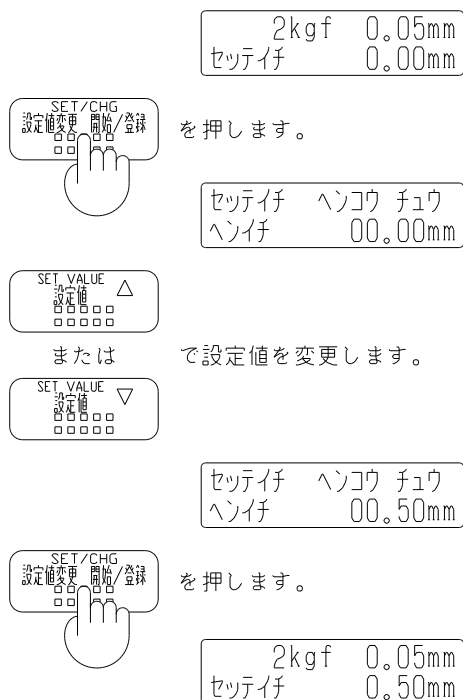 2kgf 0.05mm
セッテイチ 0.00mm
SET/CHG
設定値変更 開始/登録
を押します。
セッテイチ ヘンコウ チュウ
ヘンイチ 00.00mm
SET VALUE
設定値 △
または で設定値を変更します。
SET VALUE
設定値 ▽
セッテイチ ヘンコウ チュウ
ヘンイチ 00.50mm
SET/CHG
設定値変更 開始/登録
を押します。
2kgf 0.05mm
セッテイチ 0.50mm